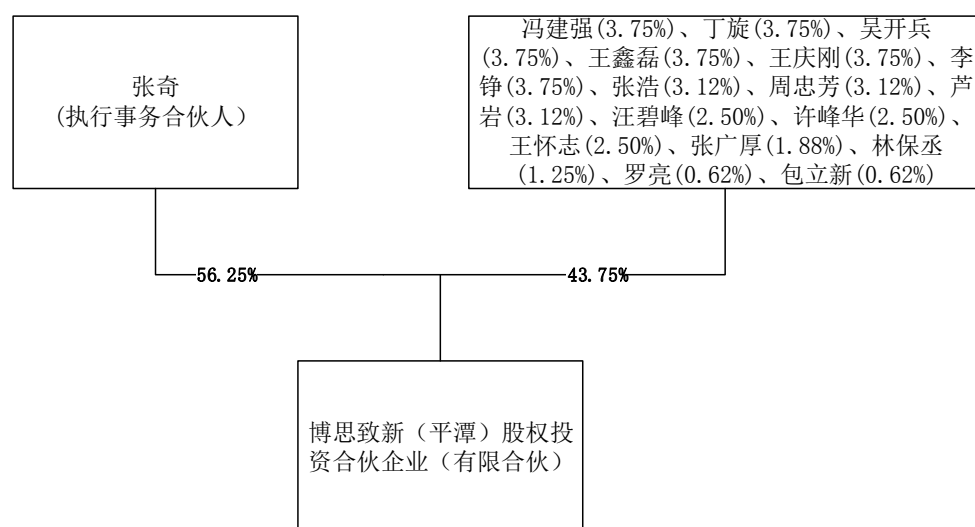 张奇
(执行事务合伙人）
冯建强(3.75%)、丁旋(3.75%)、吴开兵
(3.75%)、王鑫磊(3.75%)、王庆刚(3.75%)、李
铮(3.75%)、张浩(3.12%)、周忠芳(3.12%)、芦
岩(3.12%)、汪碧峰(2.50%)、许峰华(2.50%)、
王怀志(2.50%)、张广厚(1.88%)、林保丞
(1.25%)、罗亮(0.62%)、包立新(0.62%)
56.25%
43.75%
博思致新（平潭）股权投
资合伙企业（有限合伙）